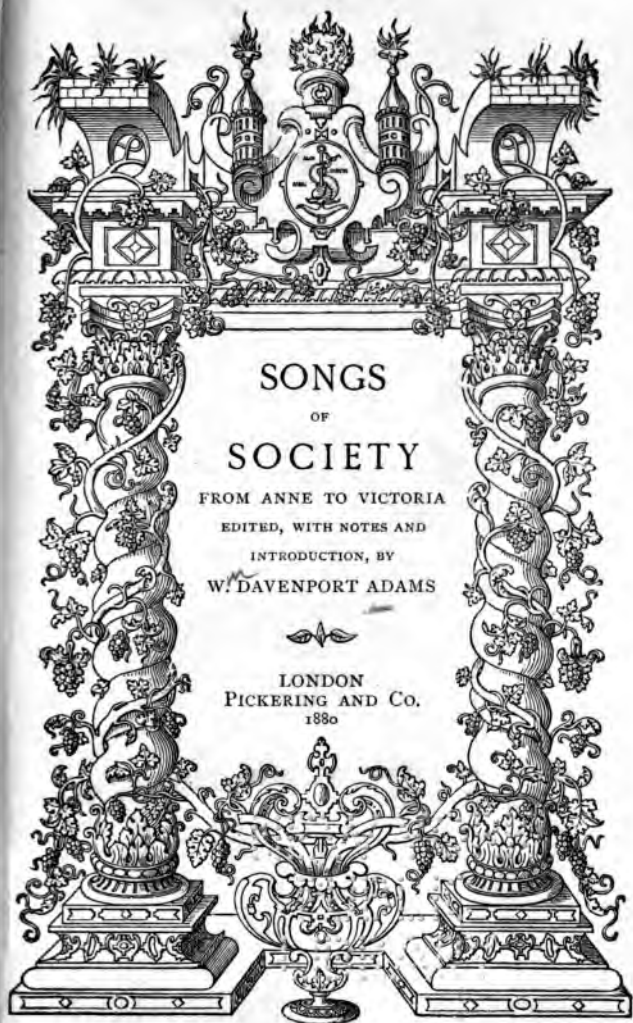 SONGS
OF
SOCIETY
FROM ANNE TO VICTORIA
EDITED, WITH NOTES AND
INTRODUCTION, BY
W. DAVENPORT ADAMS
LONDON
PICKERING AND CO.
1880